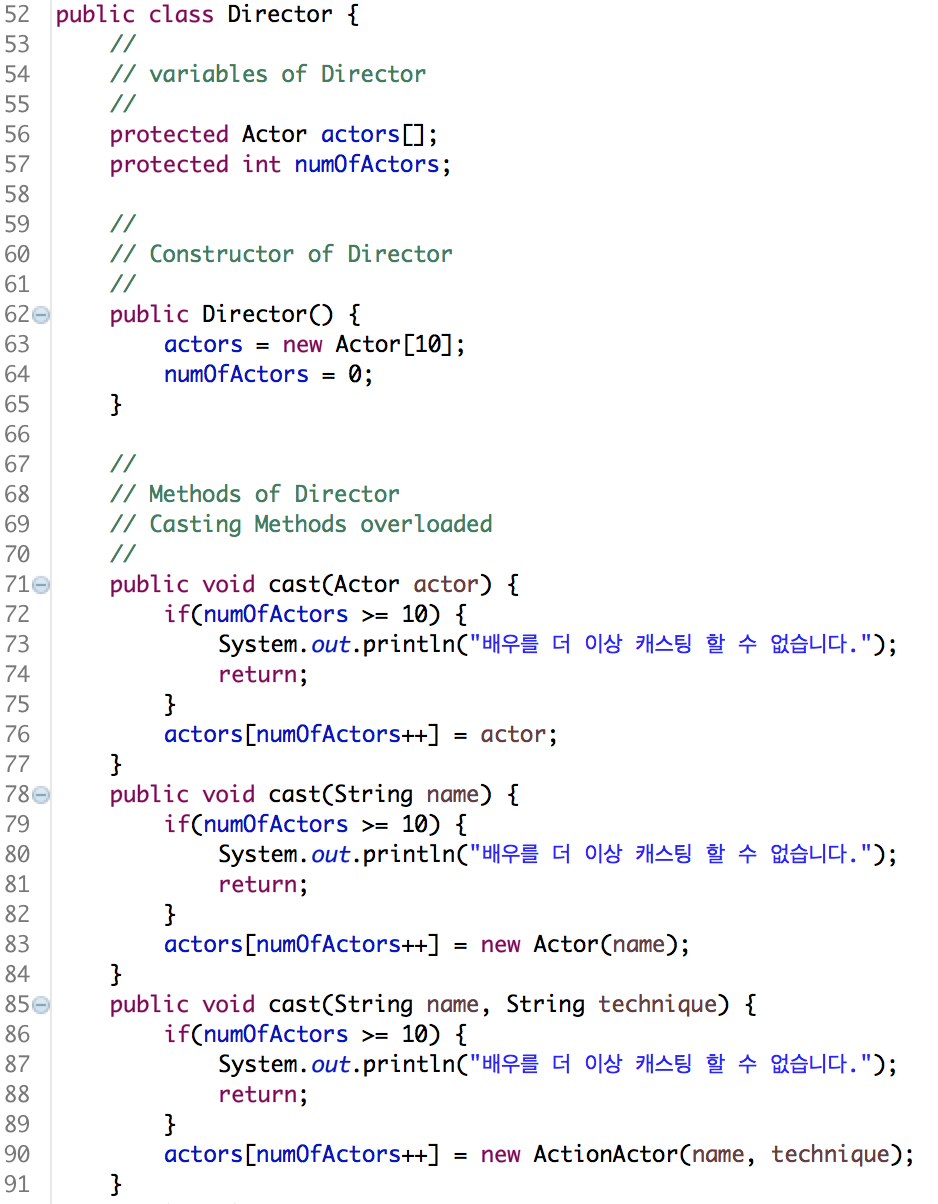 52 public class Director {
53     //
54     // variables of Director
55     //
56     protected Actor actors[];
57     protected int numOfActors;
58
59     //
60     // Constructor of Director
61     //
62     public Director() {
63         actors = new Actor[10];
64         numOfActors = 0;
65     }
66
67     //
68     // Methods of Director
69     // Casting Methods overloaded
70     //
71     public void cast(Actor actor) {
72         if(numOfActors >= 10) {
73             System.out.println("배우를 더 이상 캐스팅 할 수 없습니다.");
74             return;
75         }
76         actors[numOfActors++] = actor;
77     }
78     public void cast(String name) {
79         if(numOfActors >= 10) {
80             System.out.println("배우를 더 이상 캐스팅 할 수 없습니다.");
81             return;
82         }
83         actors[numOfActors++] = new Actor(name);
84     }
85     public void cast(String name, String technique) {
86         if(numOfActors >= 10) {
87             System.out.println("배우를 더 이상 캐스팅 할 수 없습니다.");
88             return;
89         }
90         actors[numOfActors++] = new ActionActor(name, technique);
91     }